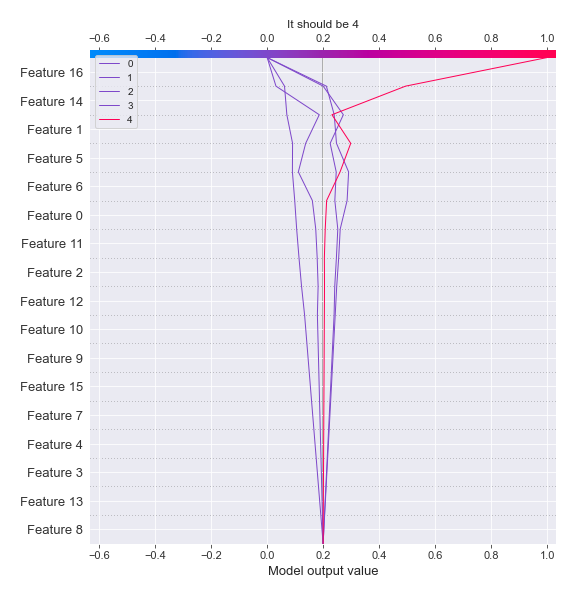 It should be 4
−0.6 −0.4 −0.2 0.0 0.2 0.4 0.6 0.8 1.0
0
1
2
3
4
Feature 16
Feature 14
Feature 1
Feature 5
Feature 6
Feature 0
Feature 11
Feature 2
Feature 12
Feature 10
Feature 9
Feature 15
Feature 7
Feature 4
Feature 3
Feature 13
Feature 8
−0.6 −0.4 −0.2 0.0 0.2 0.4 0.6 0.8 1.0
Model output value